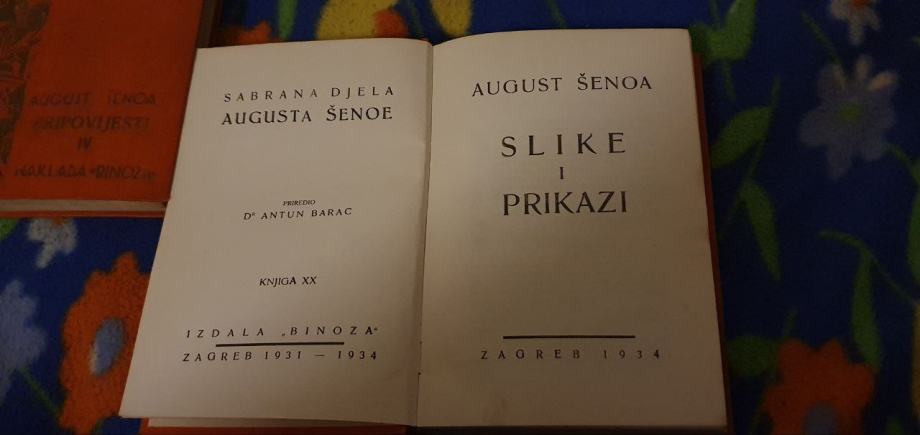 AUGUST ŠENOA
PRIPOVIJESTI
IV
NAKLADA „BINOZA"
SABRANA DJELA
AUGUSTA ŠENOE
PRIREDIO
Dr ANTUN BARAC
KNJIGA XX
IZDALA „BINOZA"
ZAGREB 1931 — 1934
AUGUST ŠENOA
SLIKE
I
PRIKAZI
ZAGREB 1934